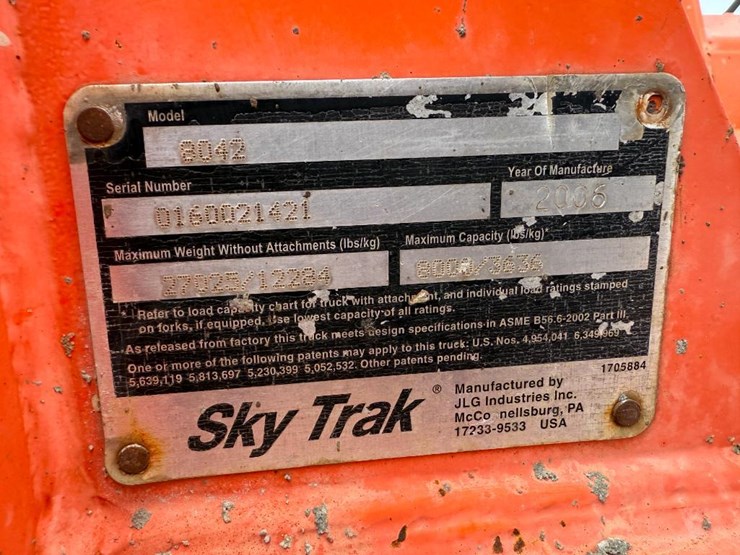 Model
8042
Serial Number
0160021421
Year Of Manufacture
2006
Maximum Weight Without Attachments (lbs/kg)
27025/12284
Maximum Capacity (lbs/kg)*
8000/3636
* Refer to load capacity chart for truck with attachment, and individual load ratings stamped
on forks, if equipped. Use lowest capacity of all ratings.
As released from factory this truck meets design specifications in ASME B56.6-2002 Part III.
One or more of the following patents may apply to this truck: U.S. Nos. 4,954,041 6,349,969
5,639,119 5,813,697 5,230,399 5,052,532. Other patents pending.
1705884
Sky Trak ®
Manufactured by
JLG Industries Inc.
McCo nellsburg, PA
17233-9533 USA